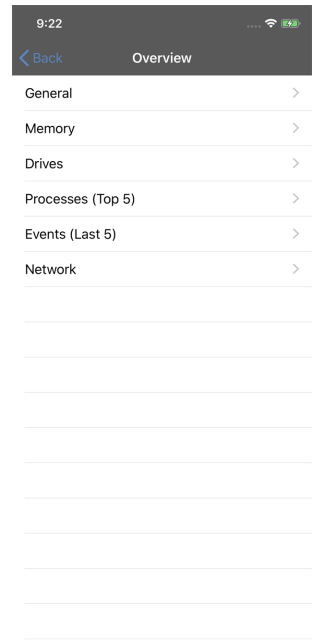 9:22
Back
Overview
General
Memory
Drives
Processes (Top 5)
Events (Last 5)
Network